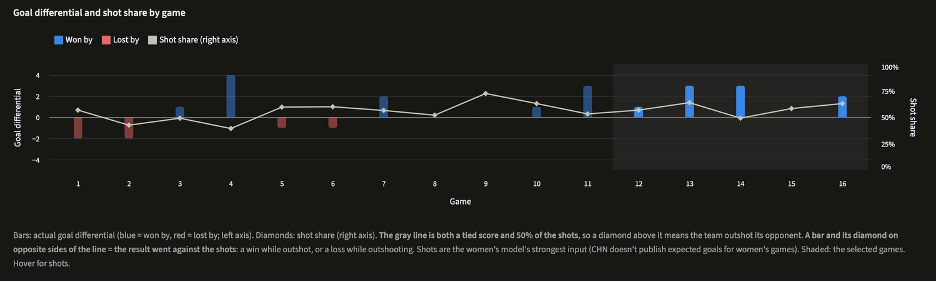 Goal differential and shot share by game
Won by Lost by Shot share (right axis)
4
2
0
−2
−4
Goal differential
100%
75%
50%
25%
0%
Shot share
1 2 3 4 5 6 7 8 9 10 11 12 13 14 15 16
Game
Bars: actual goal differential (blue = won by, red = lost by; left axis). Diamonds: shot share (right axis). The gray line is both a tied score and 50% of the shots, so a diamond above it means the team outshot its opponent. A bar and its diamond on
opposite sides of the line = the result went against the shots: a win while outshot, or a loss while outshooting. Shots are the women's model's strongest input (CHN doesn't publish expected goals for women's games). Shaded: the selected games.
Hover for shots.